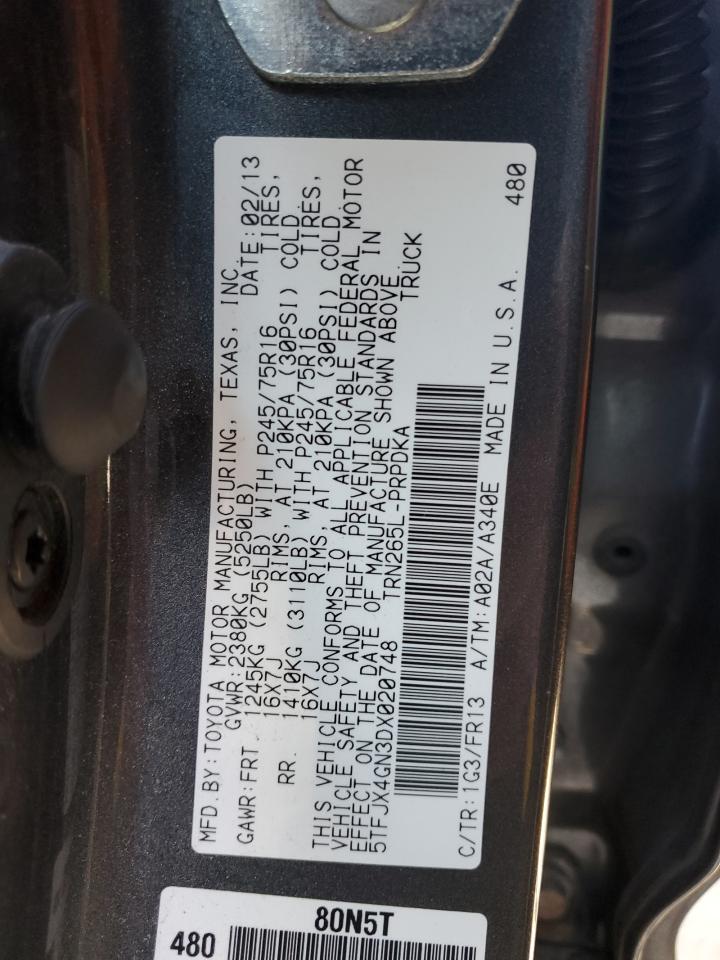 MFD.BY:TOYOTA MOTOR MANUFACTURING, TEXAS, INC.
GVWR:2380KG (5250LB) DATE:02/13
GAWR:FRT 1245KG (2755LB) WITH P245/75R16 TIRES,
16X7J RIMS, AT 210KPA (30PSI) COLD.
RR. 1410KG (3110LB) WITH P245/75R16 TIRES,
16X7J RIMS AT 210KPA (30PSI) COLD.
THIS VEHICLE CONFORMS TO ALL APPLICABLE FEDERAL MOTOR
VEHICLE SAFETY AND THEFT PREVENTION STANDARDS IN
EFFECT ON THE DATE OF MANUFACTURE SHOWN ABOVE.
5TFJX4GN3DX020748 TRN265L-PRPDKA TRUCK
C/TR:1G3/FR13 A/TM:A02A/A340E MADE IN U.S.A. 480
80N5T
480